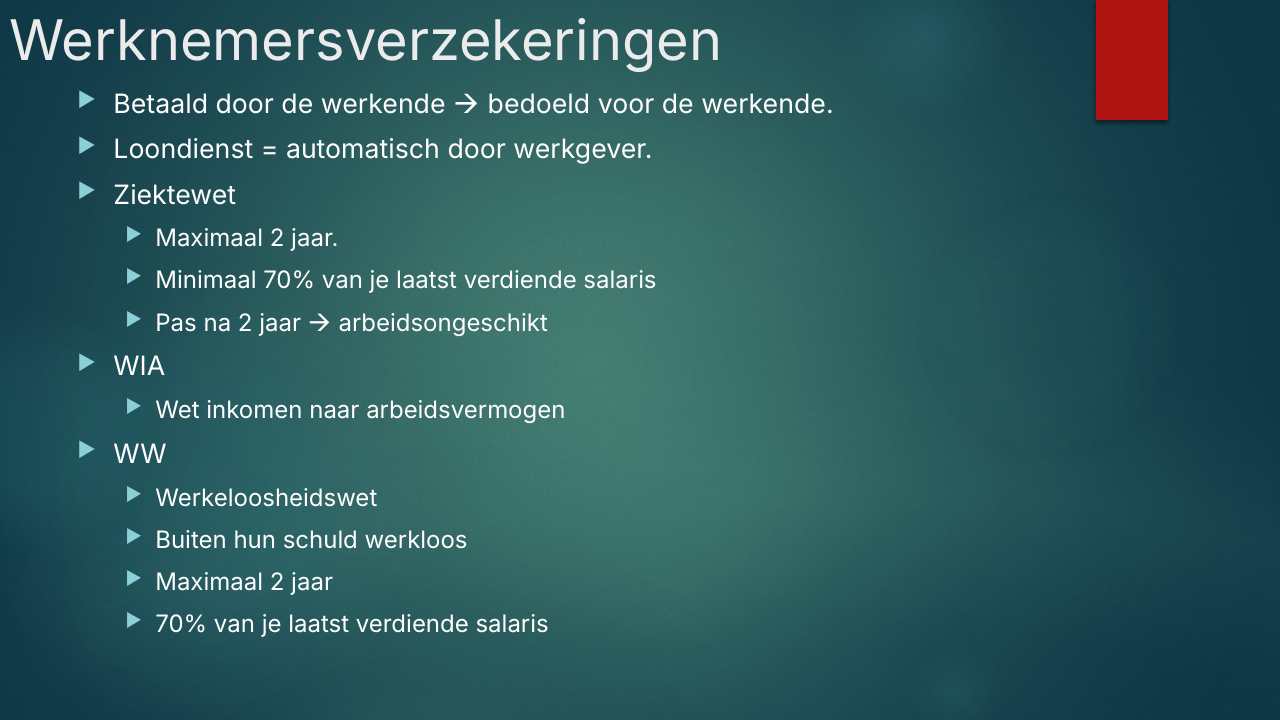 Werknemersverzekeringen
Betaald door de werkende → bedoeld voor de werkende.
Loondienst = automatisch door werkgever.
Ziektewet
Maximaal 2 jaar.
Minimaal 70% van je laatst verdiende salaris
Pas na 2 jaar → arbeidsongeschikt
WIA
Wet inkomen naar arbeidsvermogen
WW
Werkeloosheidswet
Buiten hun schuld werkloos
Maximaal 2 jaar
70% van je laatst verdiende salaris